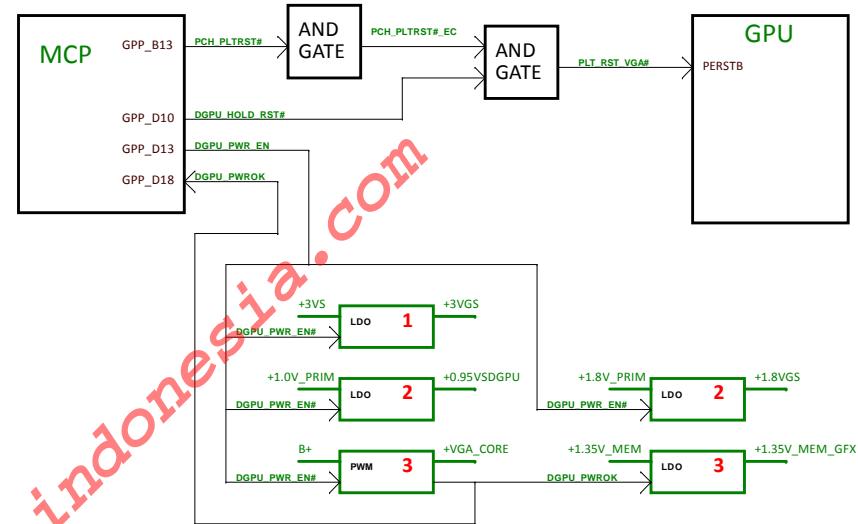 MCP
GPP_B13
PCH_PLTRST#
AND
GATE
PCH_PLTRST#_EC
AND
GATE
PLT_RST_VGA#
GPU
PERSTB
GPP_D10
DGPU_HOLD_RST#
GPP_D13
DGPU_PWR_EN
GPP_D18
DGPU_PWROK
+3VS
LDO
1
+3VGS
DGPU_PWR_EN#
+1.0V_PRIM
LDO
2
+0.95VSDGPU
DGPU_PWR_EN#
+1.8V_PRIM
LDO
2
+1.8VGS
DGPU_PWR_EN#
B+
PWM
3
+VGA_CORE
DGPU_PWR_EN#
+1.35V_MEM
LDO
3
+1.35V_MEM_GFX
DGPU_PWROK
indonesia.com